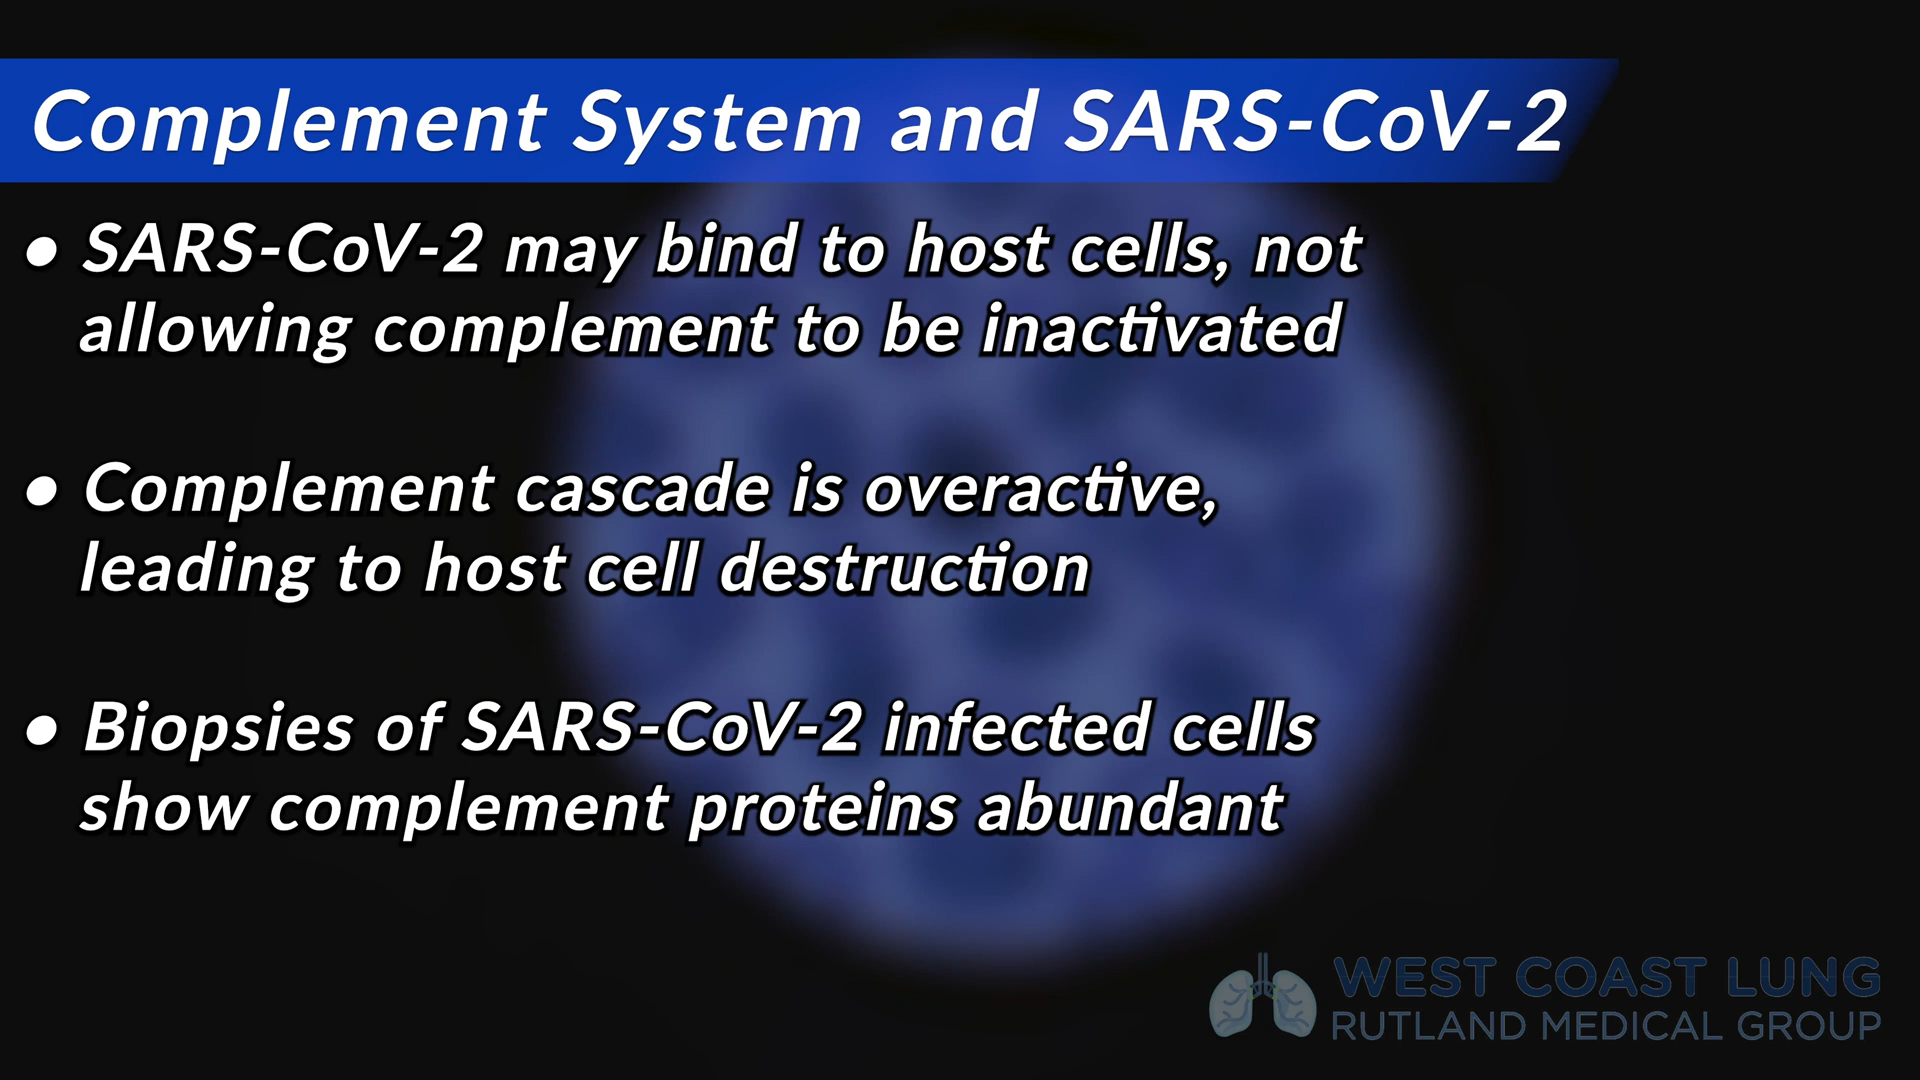 Complement System and SARS-CoV-2
• SARS-CoV-2 may bind to host cells, not
allowing complement to be inactivated
• Complement cascade is overactive,
leading to host cell destruction
• Biopsies of SARS-CoV-2 infected cells
show complement proteins abundant
WEST COAST LUNG
RUTLAND MEDICAL GROUP